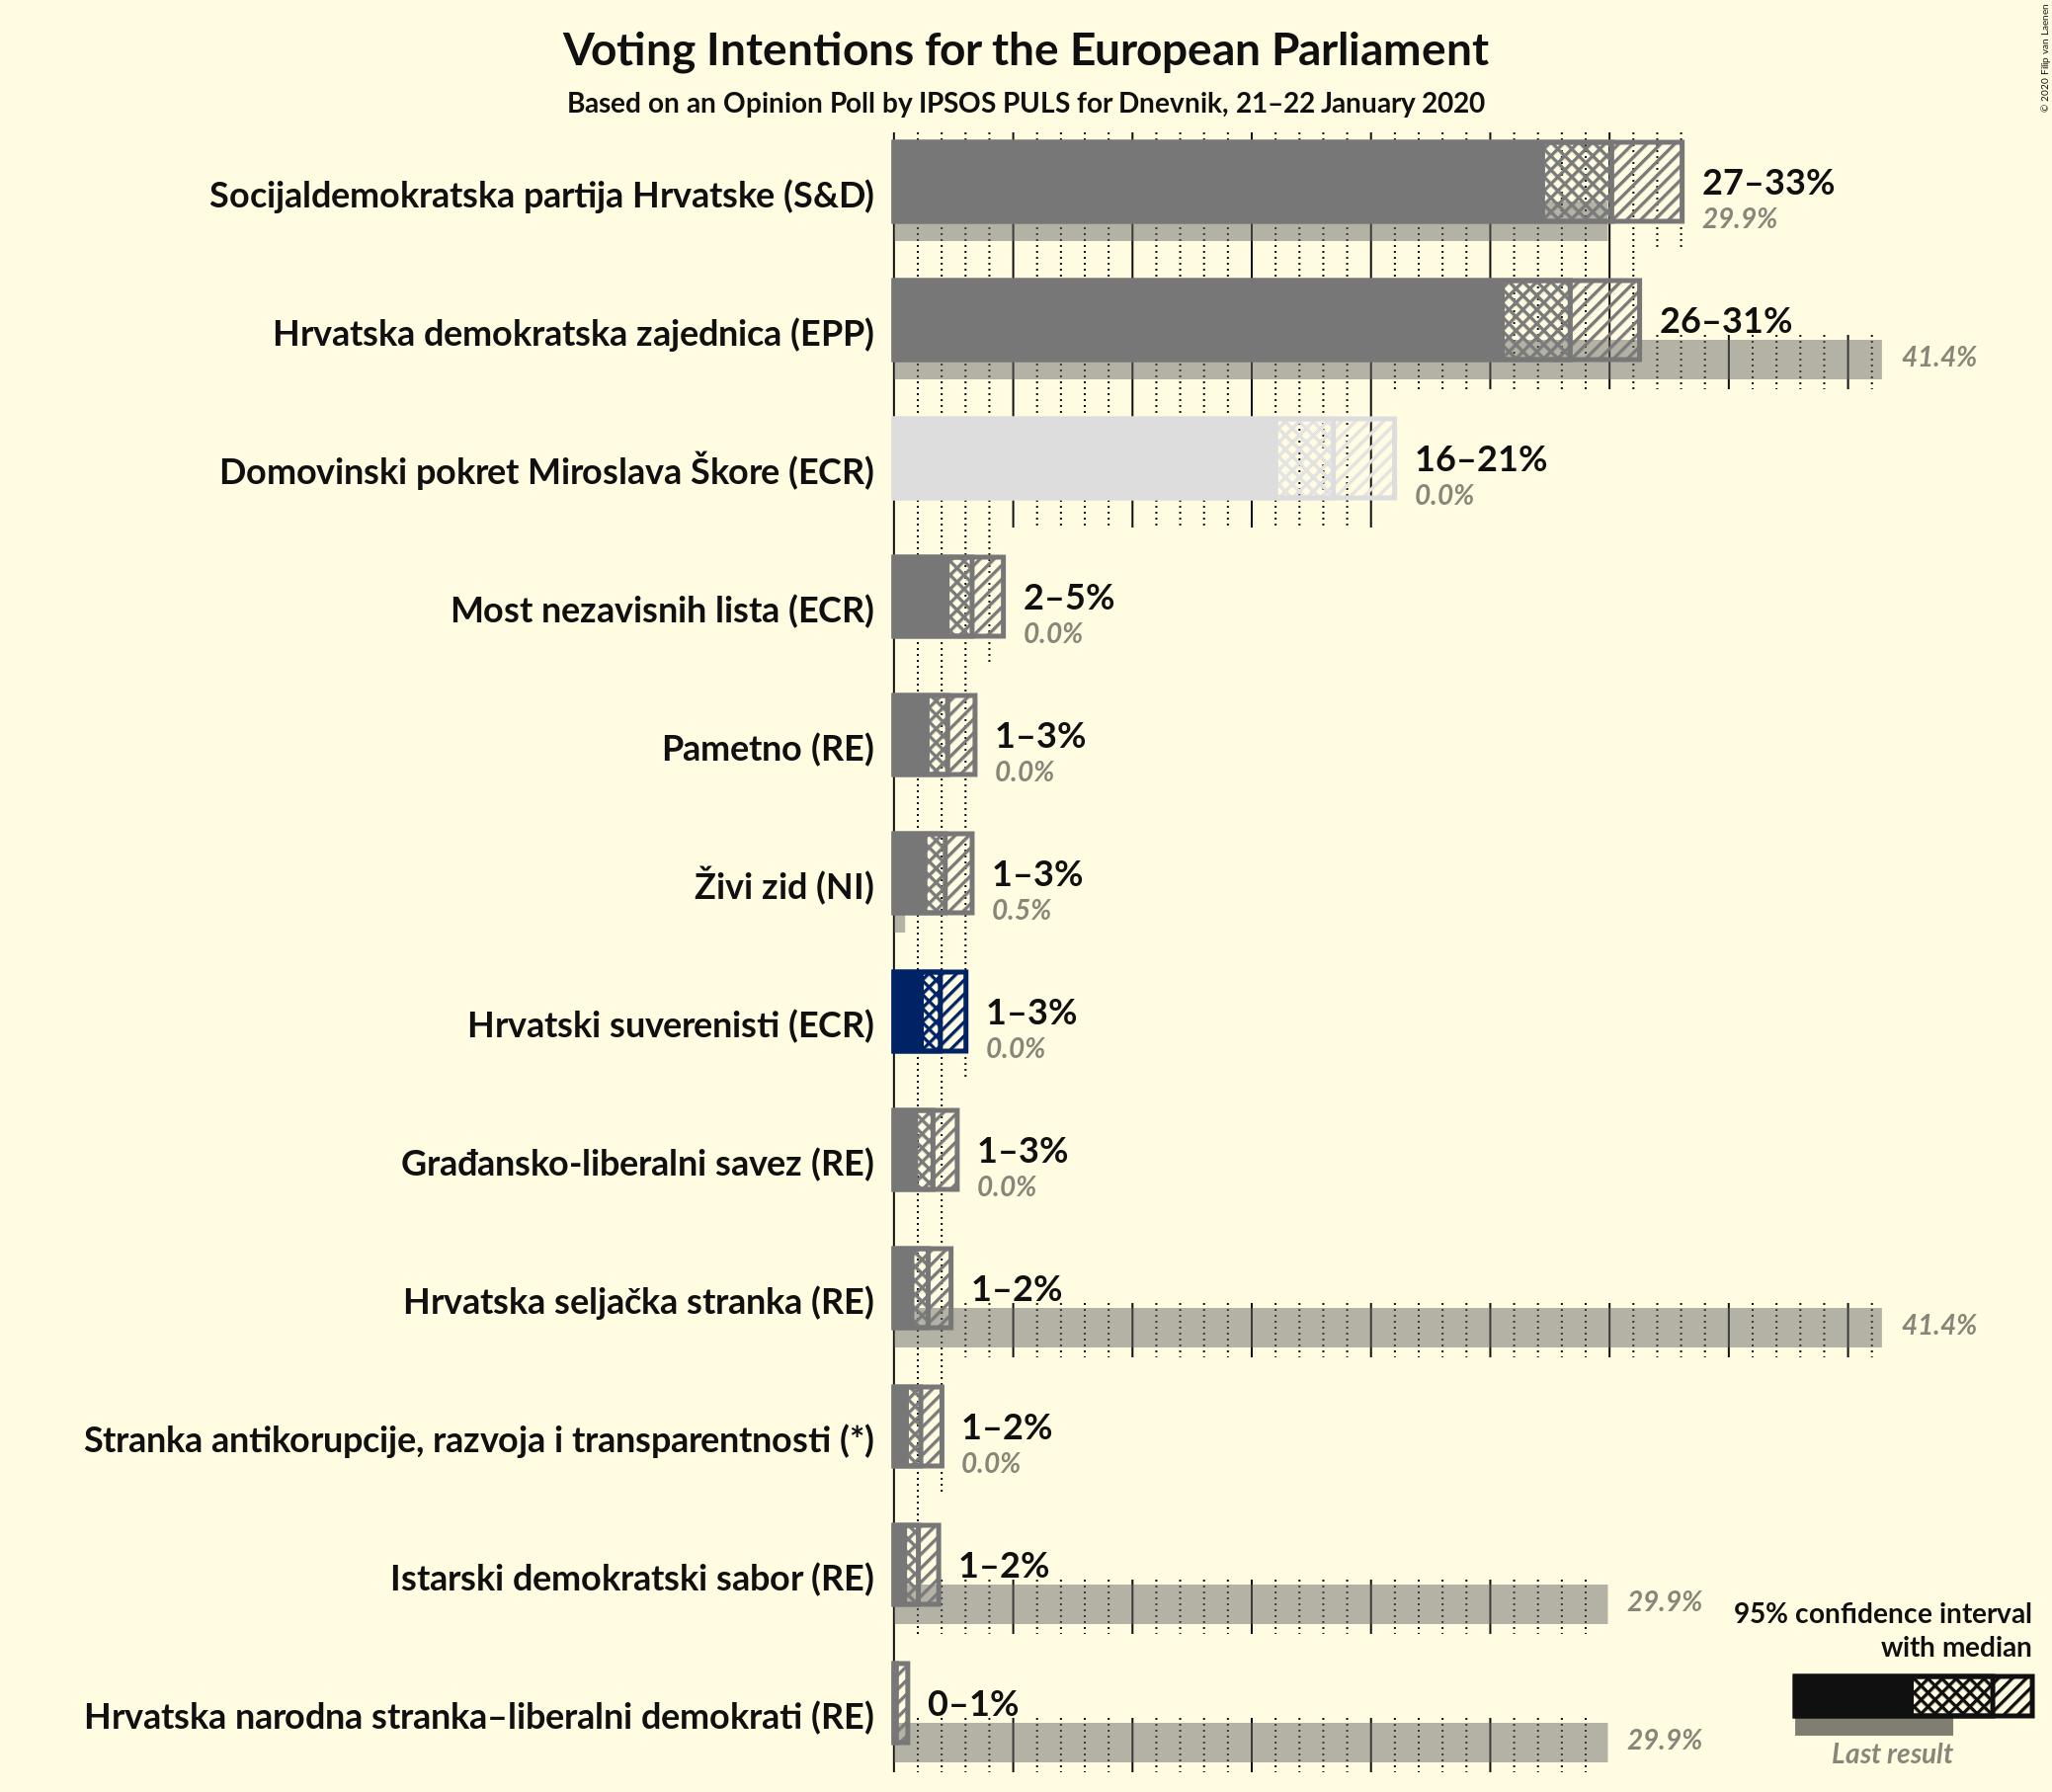 Voting Intentions for the European Parliament
Based on an Opinion Poll by IPSOS PULS for Dnevnik, 21–22 January 2020
© 2020 Filip van Laenen
Socijaldemokratska partija Hrvatske (S&D)
27–33%
29.9%
Hrvatska demokratska zajednica (EPP)
26–31%
41.4%
Domovinski pokret Miroslava Škore (ECR)
16–21%
0.0%
Most nezavisnih lista (ECR)
2–5%
0.0%
Pametno (RE)
1–3%
0.0%
Živi zid (NI)
1–3%
0.5%
Hrvatski suverenisti (ECR)
1–3%
0.0%
Građansko-liberalni savez (RE)
1–3%
0.0%
Hrvatska seljačka stranka (RE)
1–2%
41.4%
Stranka antikorupcije, razvoja i transparentnosti (*)
1–2%
0.0%
Istarski demokratski sabor (RE)
1–2%
29.9%
Hrvatska narodna stranka–liberalni demokrati (RE)
0–1%
29.9%
95% confidence interval
with median
Last result